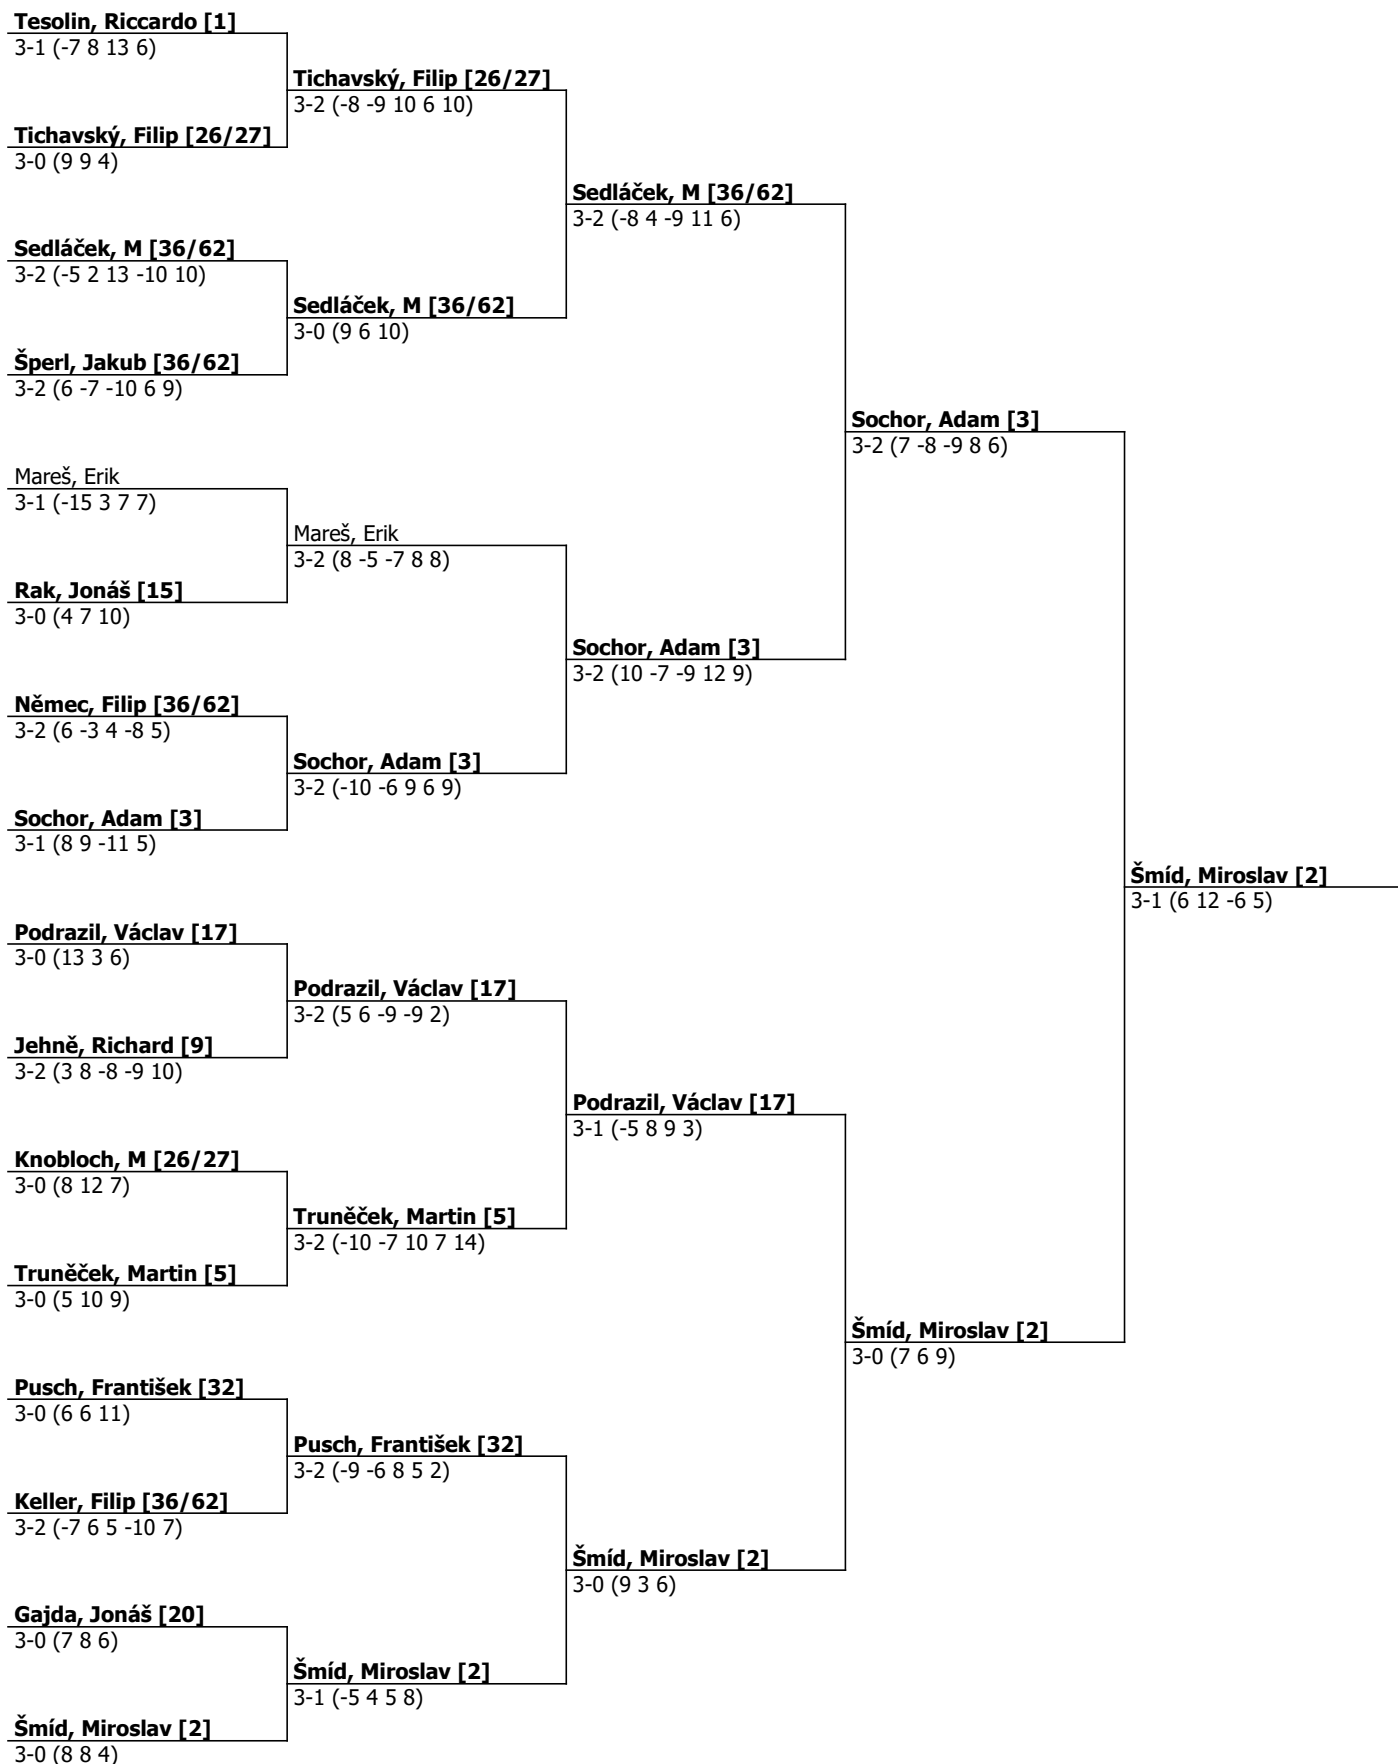 Tesolin, Riccardo [1]
3-1 (-7 8 13 6)
Tichavský, Filip [26/27]
3-2 (-8 -9 10 6 10)
Tichavský, Filip [26/27]
3-0 (9 9 4)
Sedláček, M [36/62]
3-2 (-8 4 -9 11 6)
Sedláček, M [36/62]
3-2 (-5 2 13 -10 10)
Sedláček, M [36/62]
3-0 (9 6 10)
Šperl, Jakub [36/62]
3-2 (6 -7 -10 6 9)
Sochor, Adam [3]
3-2 (7 -8 -9 8 6)
Mareš, Erik
3-1 (-15 3 7 7)
Mareš, Erik
3-2 (8 -5 -7 8 8)
Rak, Jonáš [15]
3-0 (4 7 10)
Sochor, Adam [3]
3-2 (10 -7 -9 12 9)
Němec, Filip [36/62]
3-2 (6 -3 4 -8 5)
Sochor, Adam [3]
3-2 (-10 -6 9 6 9)
Sochor, Adam [3]
3-1 (8 9 -11 5)
Šmíd, Miroslav [2]
3-1 (6 12 -6 5)
Podrazil, Václav [17]
3-0 (13 3 6)
Podrazil, Václav [17]
3-2 (5 6 -9 -9 2)
Jehně, Richard [9]
3-2 (3 8 -8 -9 10)
Podrazil, Václav [17]
3-1 (-5 8 9 3)
Knobloch, M [26/27]
3-0 (8 12 7)
Truněček, Martin [5]
3-2 (-10 -7 10 7 14)
Truněček, Martin [5]
3-0 (5 10 9)
Šmíd, Miroslav [2]
3-0 (7 6 9)
Pusch, František [32]
3-0 (6 6 11)
Pusch, František [32]
3-2 (-9 -6 8 5 2)
Keller, Filip [36/62]
3-2 (-7 6 5 -10 7)
Šmíd, Miroslav [2]
3-0 (9 3 6)
Gajda, Jonáš [20]
3-0 (7 8 6)
Šmíd, Miroslav [2]
3-1 (-5 4 5 8)
Šmíd, Miroslav [2]
3-0 (8 8 4)